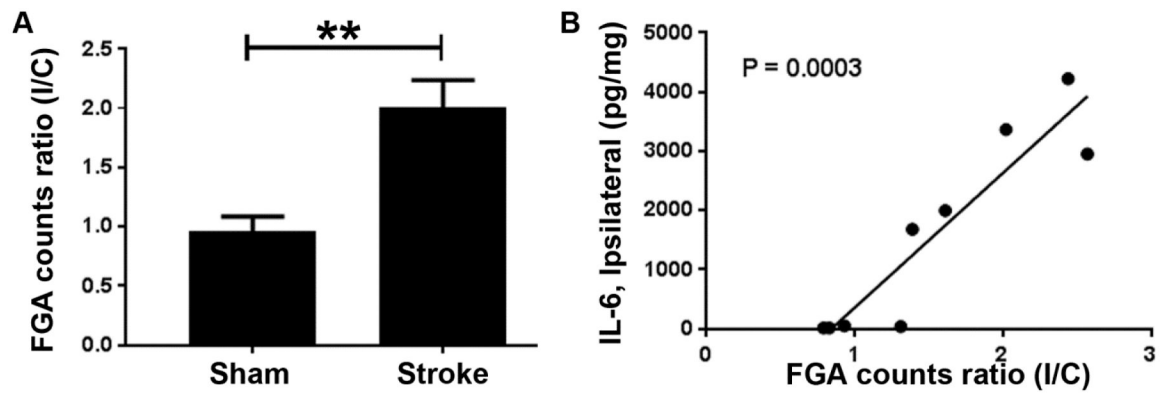 A
**
FGA counts ratio (I/C)
2.5
2.0
1.5
1.0
0.5
0.0
Sham Stroke
B
P = 0.0003
IL-6, Ipsilateral (pg/mg)
5000
4000
3000
2000
1000
0
0 1 2 3
FGA counts ratio (I/C)